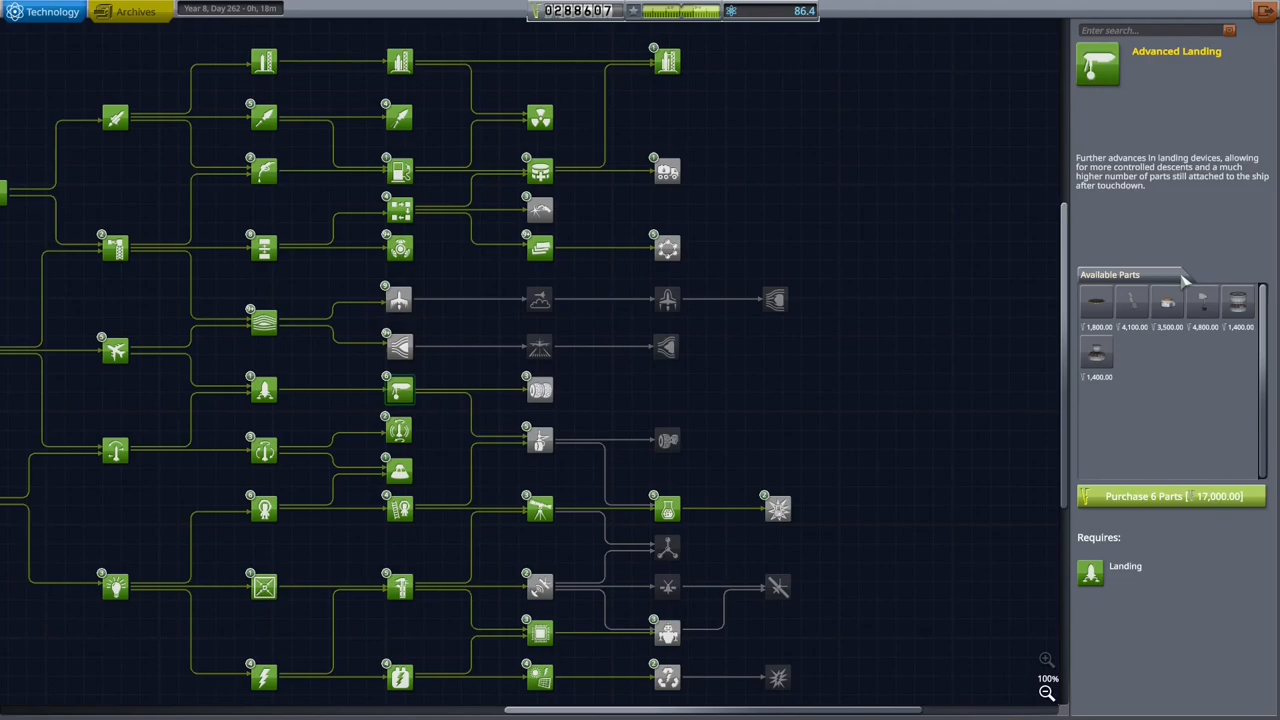 Technology
Archives
Year 8, Day 262 - 0h, 18m
0288607
86.4
Enter search...
Advanced Landing
Further advances in landing devices, allowing
for more controlled descents and a much
higher number of parts still attached to the ship
after touchdown.
Available Parts
1,800.00 4,100.00 3,500.00 4,800.00 1,400.00
1,400.00
Purchase 6 Parts [ 17,000.00]
Requires:
Landing
100%